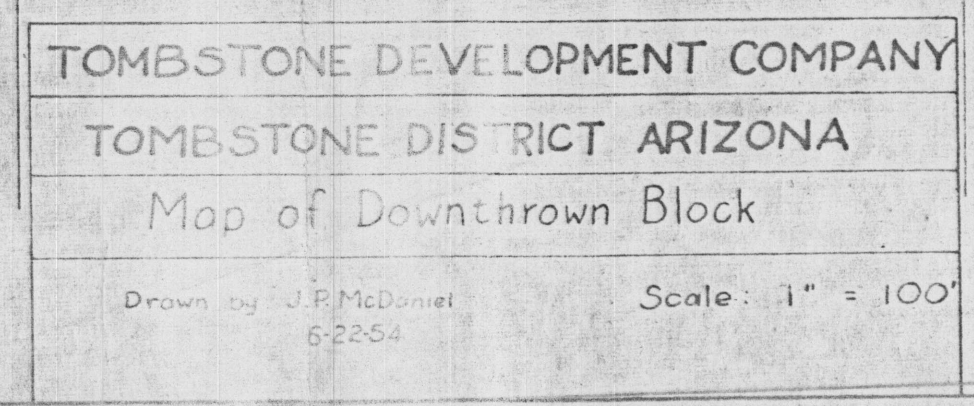 TOMBSTONE DEVELOPMENT COMPANY
TOMBSTONE DISTRICT ARIZONA
Map of Downthrown Block
Drawn by J.P. McDaniel
6-22-54
Scale: 1" = 100'